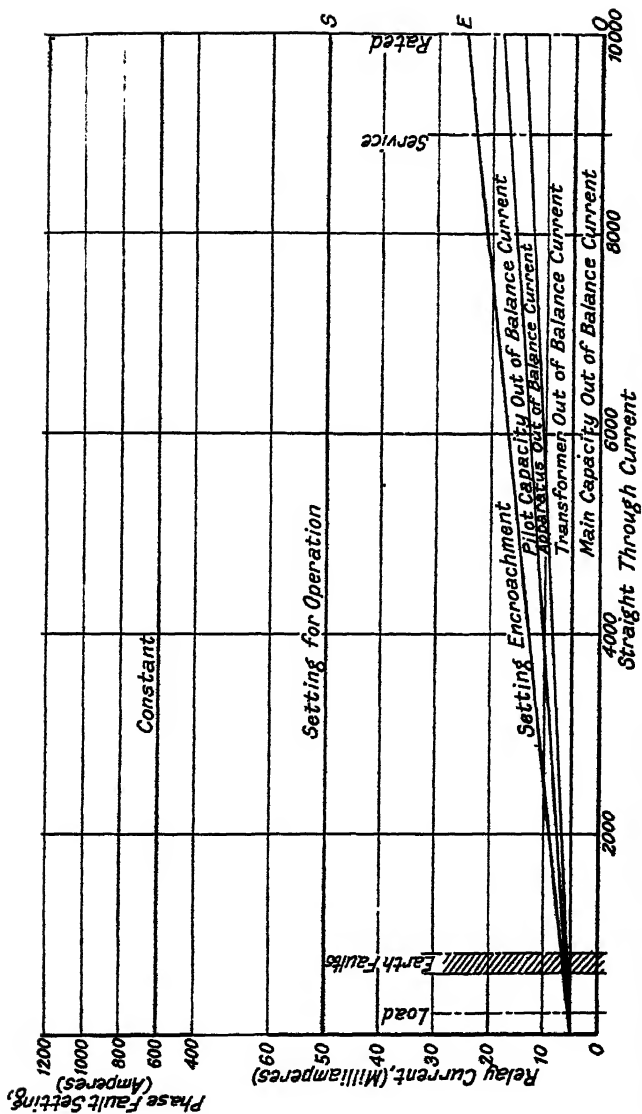 Phase Fault Setting,
(Amperes)
1200
1000
800
600
400
200
Constant
Relay Current, (Milliamperes)
50
40
30
20
10
0
Setting for Operation
S
E
O
Load
Earth Faults
Service
Rated
Setting Encroachment
Pilot Capacity Out of Balance Current
Apparatus Out of Balance Current
Transformer Out of Balance Current
Main Capacity Out of Balance Current
2000
4000
6000
8000
10000
Straight Through Current